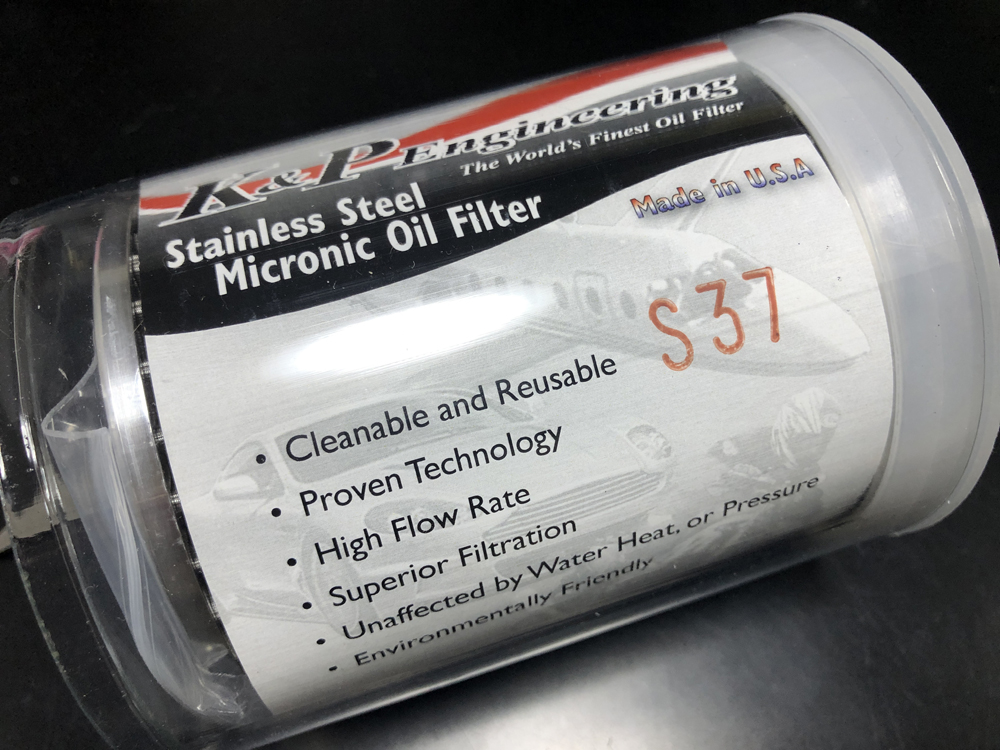 K&P Engineering
The World's Finest Oil Filter
Stainless Steel
Micronic Oil Filter
Made in U.S.A
S37
• Cleanable and Reusable
• Proven Technology
• High Flow Rate
• Superior Filtration
• Unaffected by Water Heat, or Pressure
• Environmentally Friendly